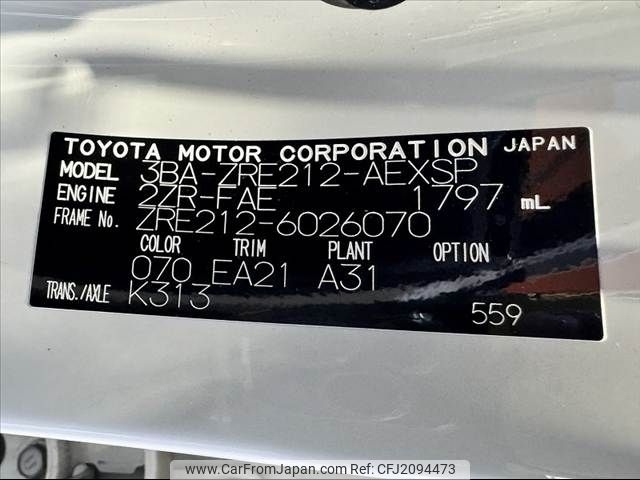 TOYOTA MOTOR CORPORATION JAPAN
MODEL 3BA-ZRE212-AEXSP
ENGINE 2ZR-FAE 1797 mL
FRAME No. ZRE212-6026070
COLOR TRIM PLANT OPTION
070 EA21 A31
TRANS./AXLE K313
559
www.CarFromJapan.com | ID: CFJ2094473